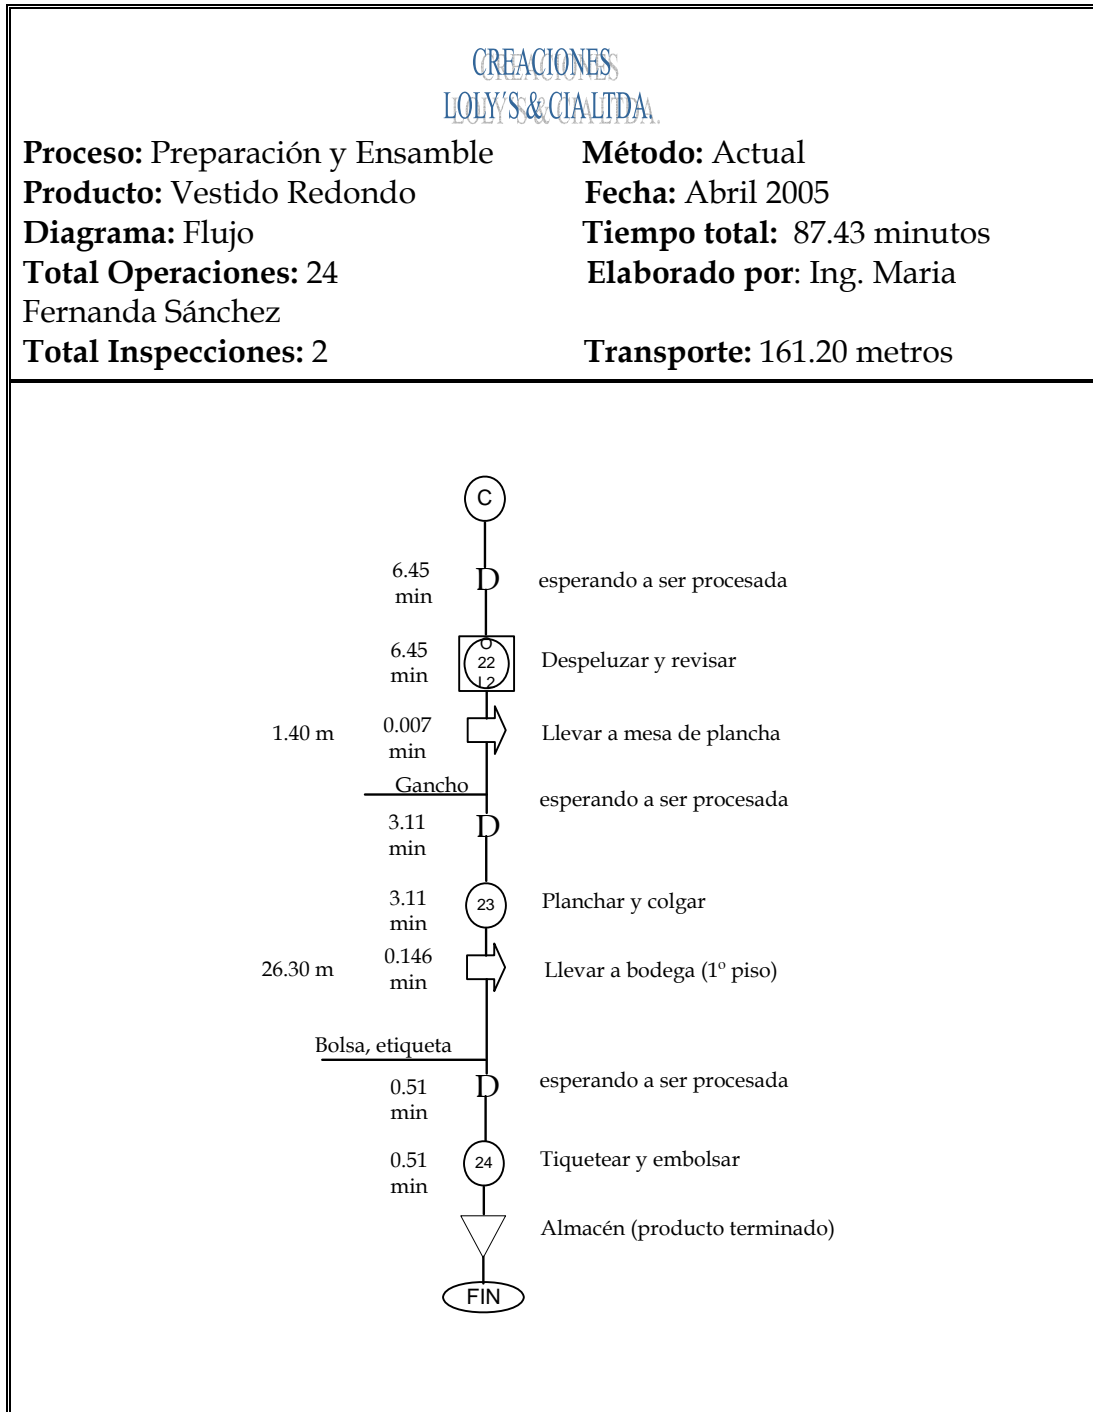 CREACIONES
LOLY´S & CIA LTDA.
Proceso: Preparación y Ensamble Método: Actual
Producto: Vestido Redondo Fecha: Abril 2005
Diagrama: Flujo Tiempo total: 87.43 minutos
Total Operaciones: 24 Elaborado por: Ing. Maria
Fernanda Sánchez
Total Inspecciones: 2 Transporte: 161.20 metros
C
6.45
min
D
esperando a ser procesada
6.45
min
O
22
I 2
Despeluzar y revisar
1.40 m
0.007
min
Llevar a mesa de plancha
Gancho
esperando a ser procesada
3.11
min
D
3.11
min
23
Planchar y colgar
26.30 m
0.146
min
Llevar a bodega (1º piso)
Bolsa, etiqueta
0.51
min
D
esperando a ser procesada
0.51
min
24
Tiquetear y embolsar
Almacén (producto terminado)
FIN